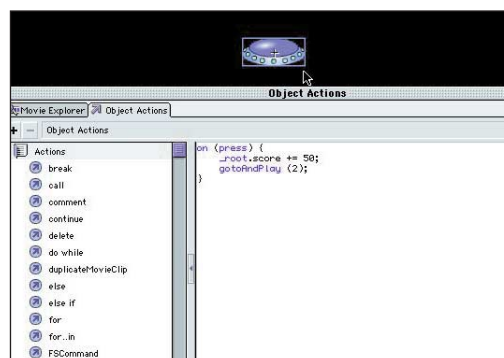 Object Actions
Movie Explorer Object Actions
+ - Object Actions
Actions
break
call
comment
continue
delete
do while
duplicateMovieClip
else
else if
for
for..in
FSCommand
on (press) {
_root.score += 50;
gotoAndPlay (2);
}